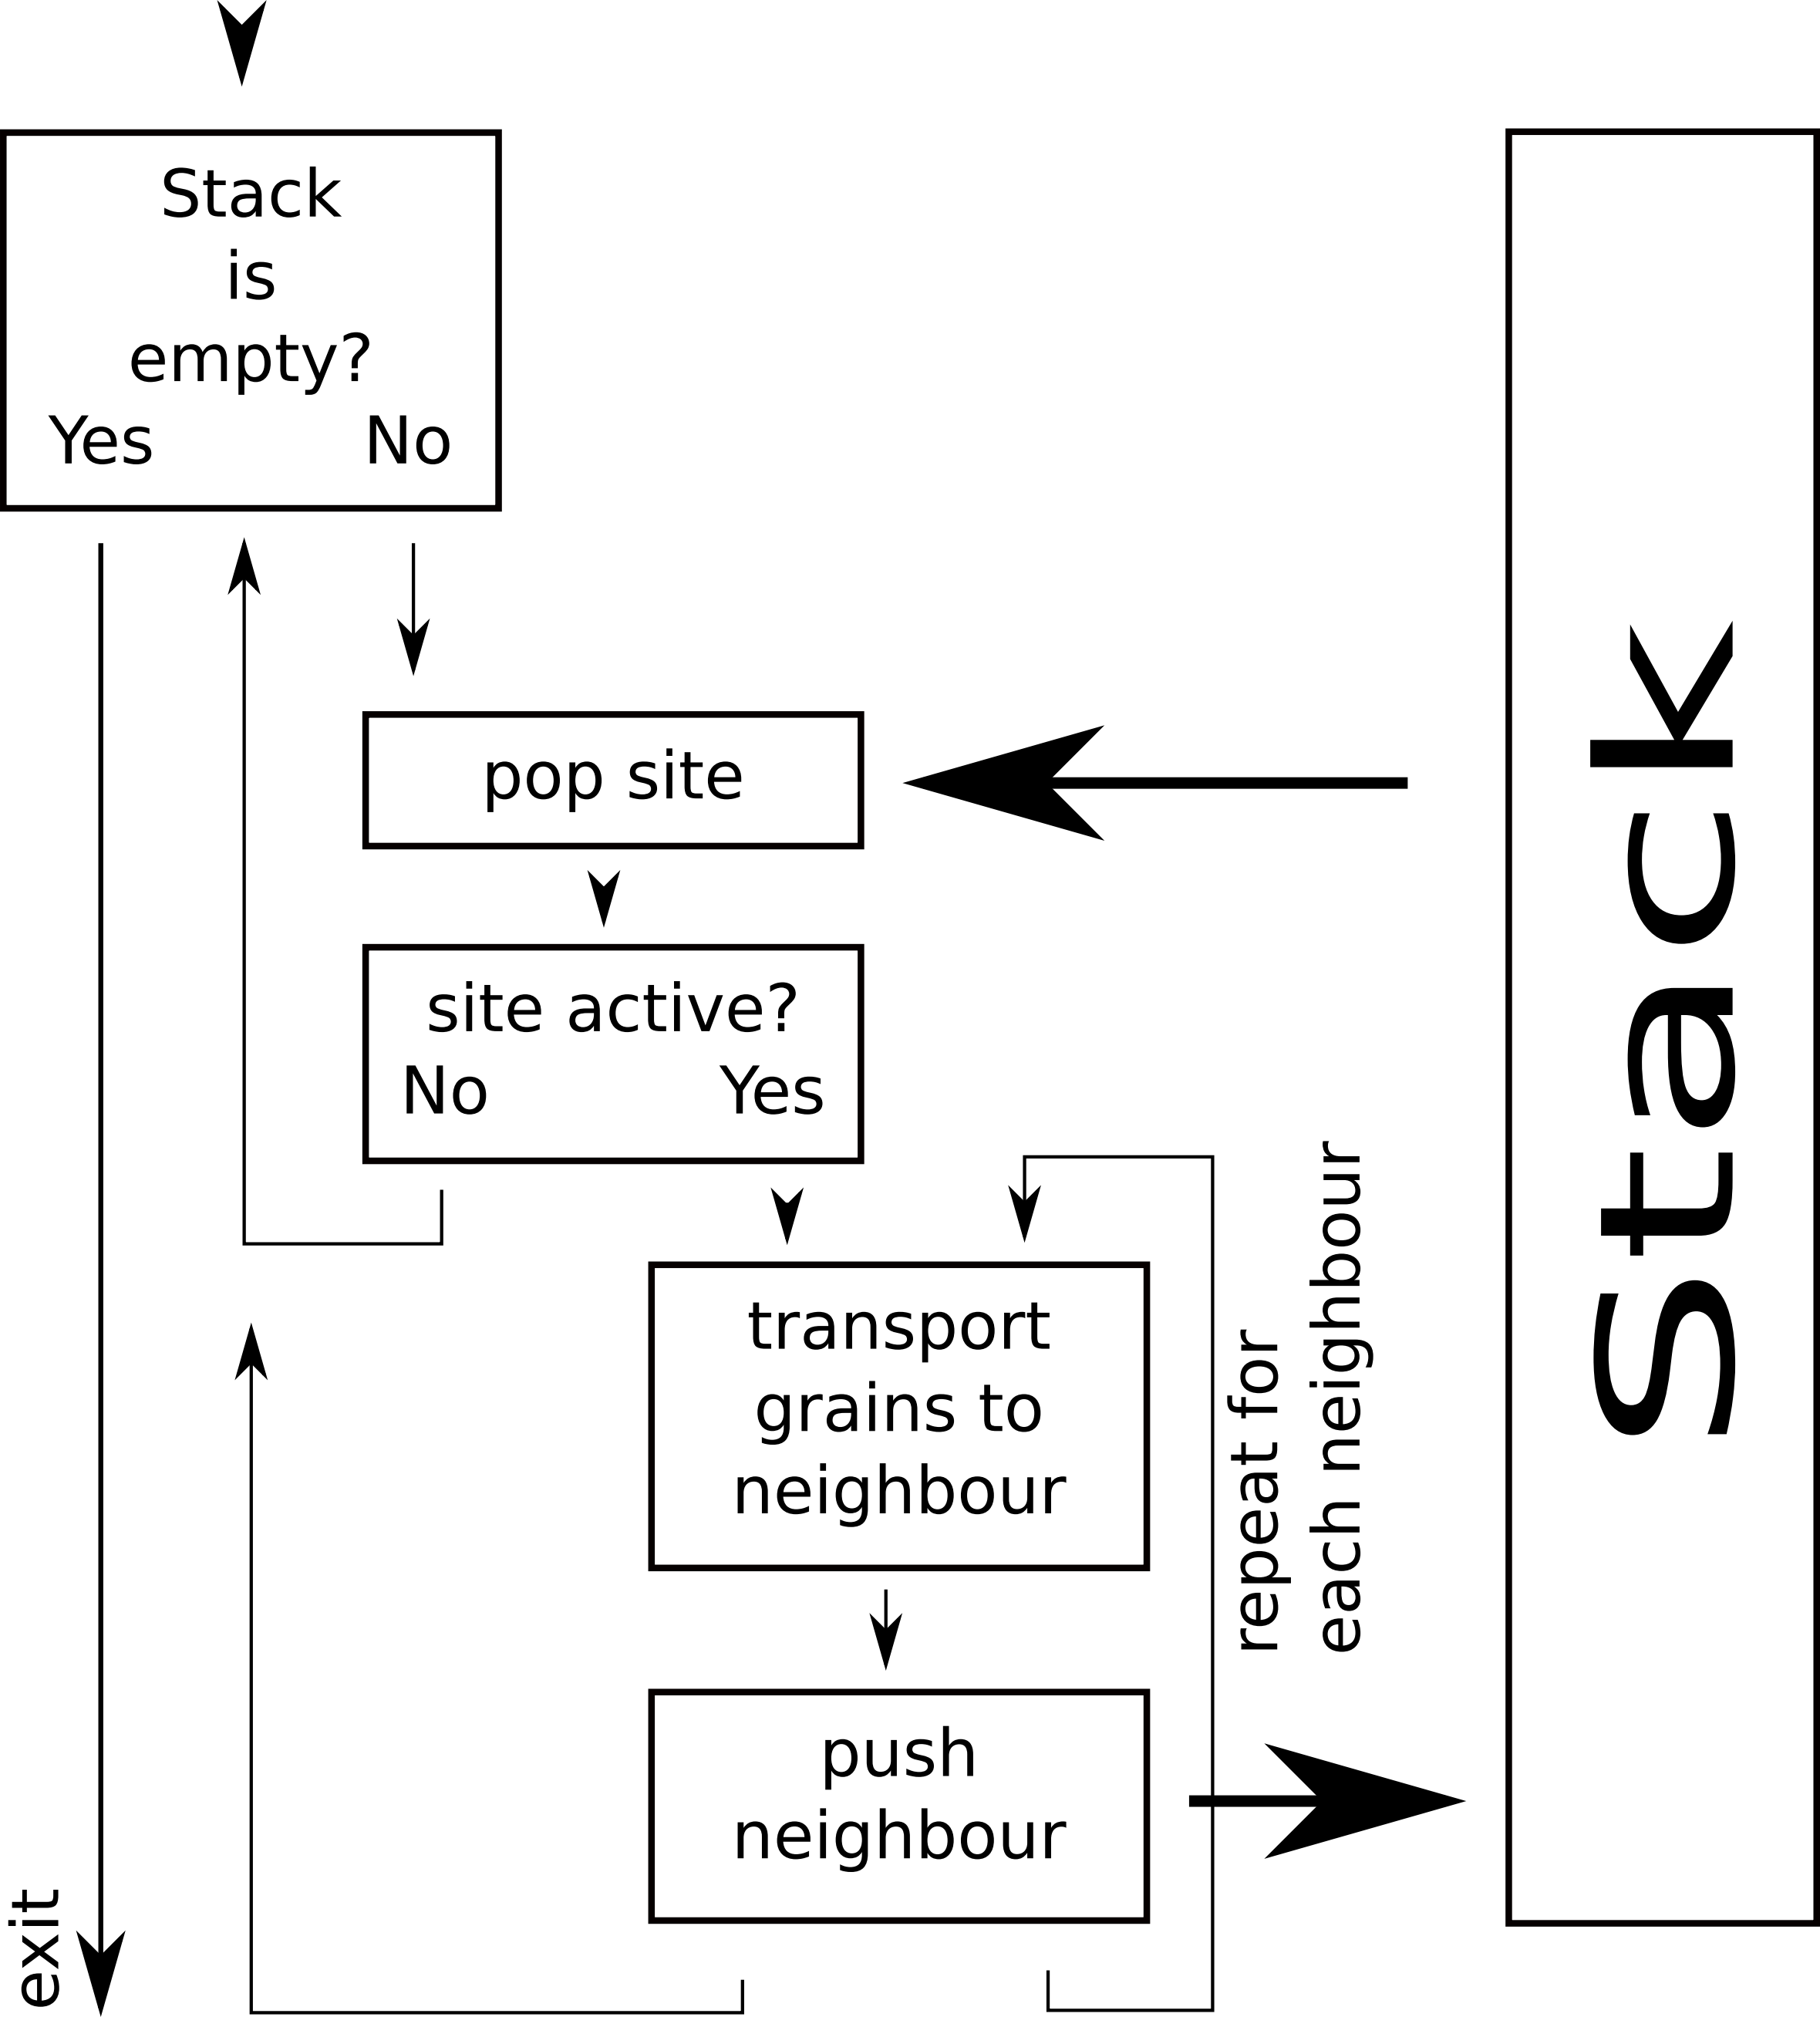 Stack
is
empty?
Yes No
pop site
site active?
No Yes
transport
grains to
neighbour
push
neighbour
repeat for
each neighbour
exit
Stack